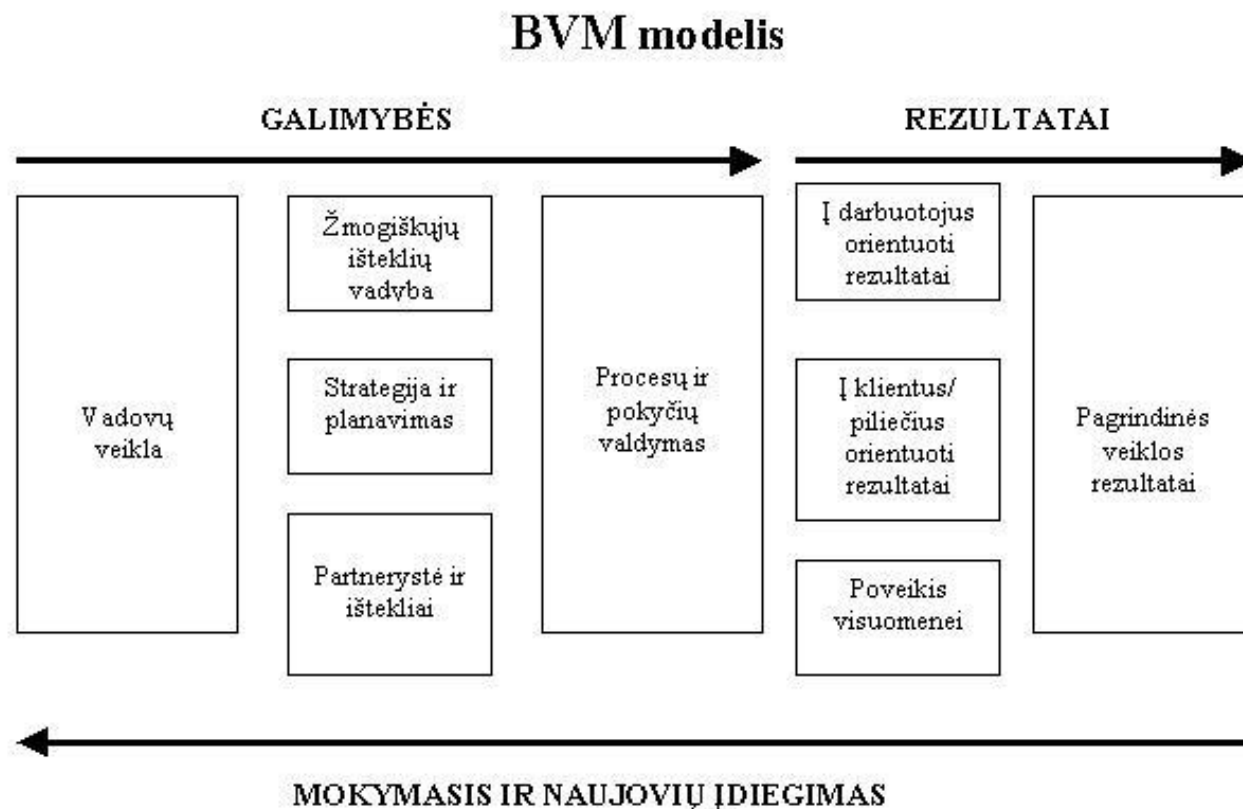 BVM modelis
GALIMYBĖS
REZULTATAI
Vadovų
veikla
Žmogiškųjų
išteklių
vadyba
Strategija ir
planavimas
Partnerystė ir
ištekliai
Procesų ir
pokyčių
valdymas
Į darbuotojus
orientuoti
rezultatai
Į klientus/
piliečius
orientuoti
rezultatai
Poveikis
visuomenei
Pagrindinės
veiklos
rezultatai
MOKYMASIS IR NAUJOVIŲ ĮDIEGIMAS